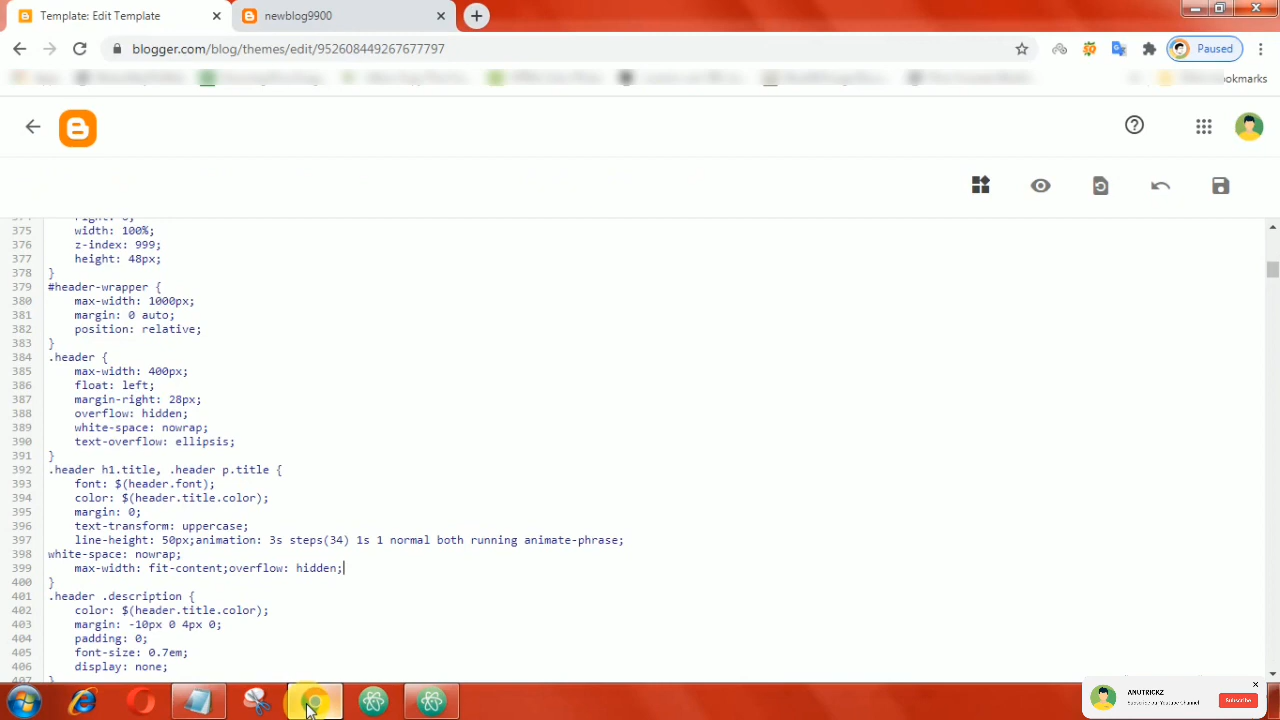 Template: Edit Template
newblog9900
blogger.com/blog/themes/edit/952608449267677797
Paused
ookmarks
375 width: 100%;
376 z-index: 999;
377 height: 48px;
378 }
379 #header-wrapper {
380 max-width: 1000px;
381 margin: 0 auto;
382 position: relative;
383 }
384 .header {
385 max-width: 400px;
386 float: left;
387 margin-right: 28px;
388 overflow: hidden;
389 white-space: nowrap;
390 text-overflow: ellipsis;
391 }
392 .header h1.title, .header p.title {
393 font: $(header.font);
394 color: $(header.title.color);
395 margin: 0;
396 text-transform: uppercase;
397 line-height: 50px;animation: 3s steps(34) 1s 1 normal both running animate-phrase;
398 white-space: nowrap;
399 max-width: fit-content;overflow: hidden;
400 }
401 .header .description {
402 color: $(header.title.color);
403 margin: -10px 0 4px 0;
404 padding: 0;
405 font-size: 0.7em;
406 display: none;
ANUTRICKZ
Subscribe our Youtube Channel
Subscribe